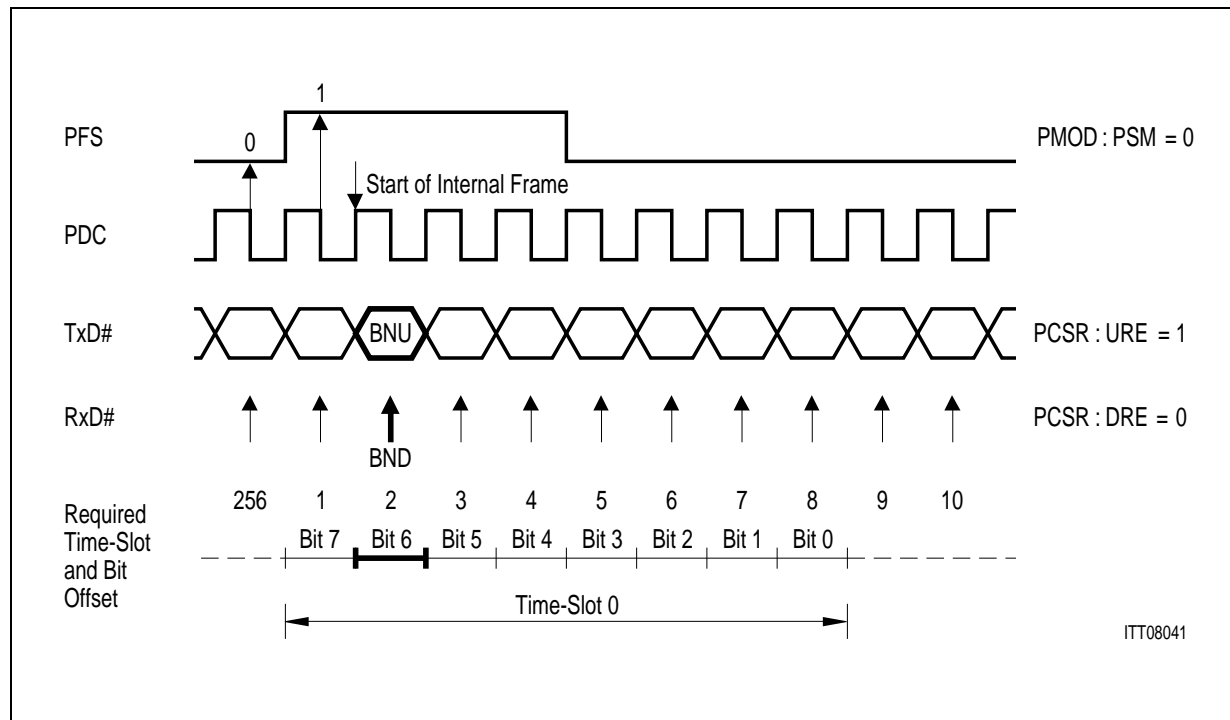 1
PFS 0 PMOD : PSM = 0
Start of Internal Frame
PDC
TxD# BNU PCSR : URE = 1
RxD# PCSR : DRE = 0
BND
256 1 2 3 4 5 6 7 8 9 10
Required
Time-Slot
and Bit
Offset
Bit 7 Bit 6 Bit 5 Bit 4 Bit 3 Bit 2 Bit 1 Bit 0
Time-Slot 0
ITT08041